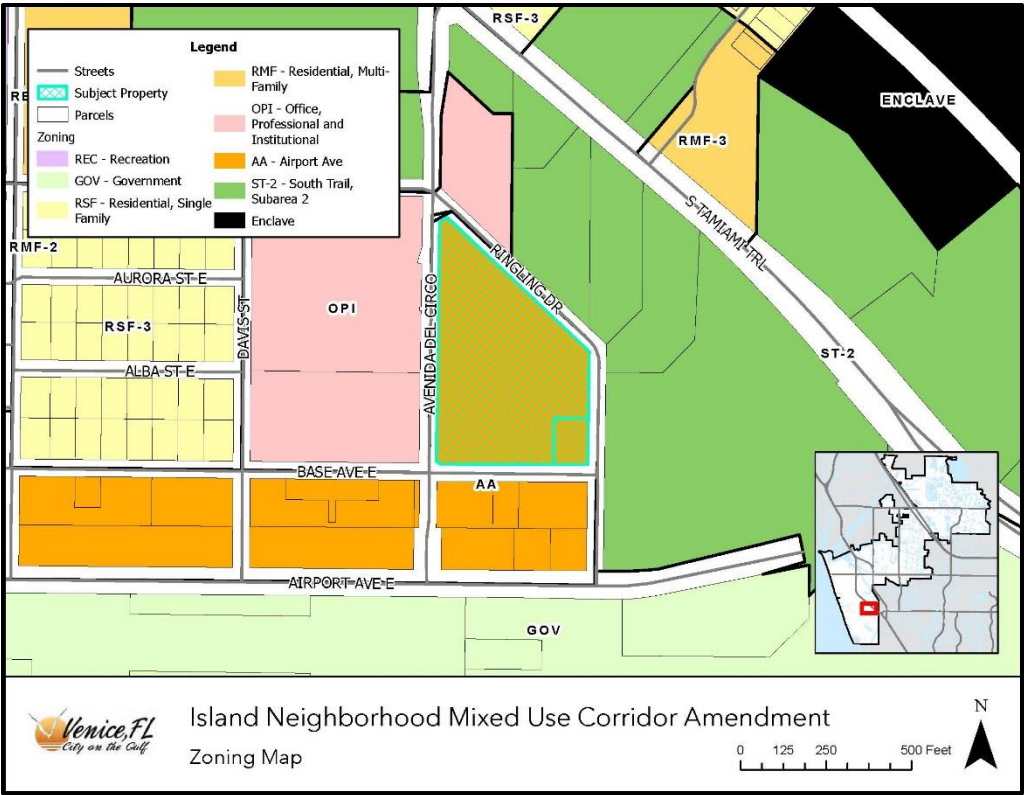 RSF-3
Legend
Streets
Subject Property
Parcels
Zoning
REC - Recreation
GOV - Government
RSF - Residential, Single
Family
RMF - Residential, Multi-
Family
OPI - Office,
Professional and
Institutional
AA - Airport Ave
ST-2 - South Trail,
Subarea 2
Enclave
RE
ENCLAVE
RMF-3
S TAMIAMI TRL
RMF-2
RINGLING DR
AURORA ST E
RSF-3
DAVIS ST
OPI
AVENIDA DEL CIRCO
ST-2
ALBA ST E
BASE AVE E
AA
AIRPORT AVE E
GOV
Venice, FL
City on the Gulf
Island Neighborhood Mixed Use Corridor Amendment
Zoning Map
0 125 250 500 Feet
N